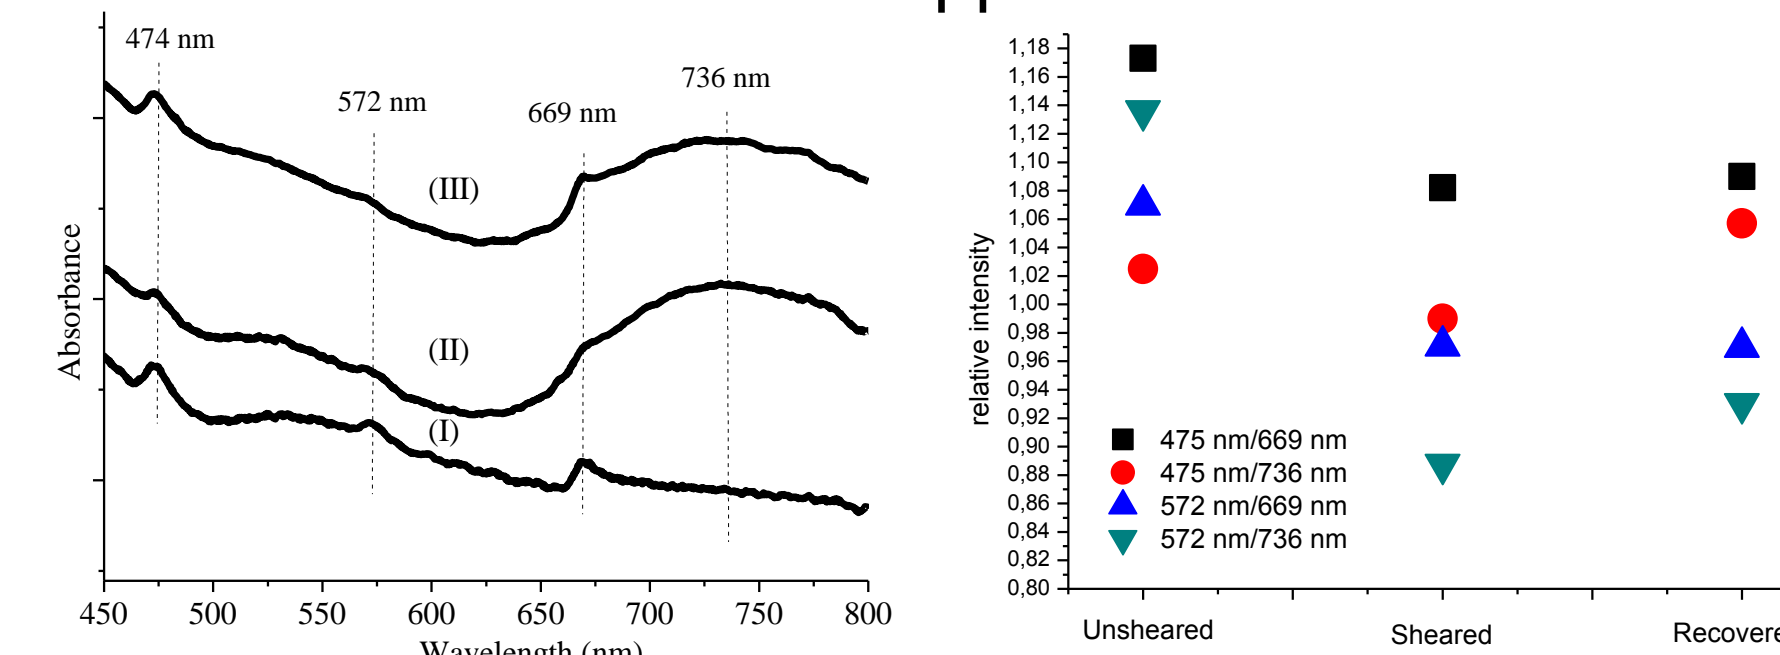 474 nm
572 nm
669 nm
736 nm
(III)
(II)
(I)
Absorbance
450 500 550 600 650 700 750 800
Wavelength (nm)
1,18
1,16
1,14
1,12
1,10
1,08
1,06
1,04
1,02
1,00
0,98
0,96
0,94
0,92
0,90
0,88
0,86
0,84
0,82
0,80
relative intensity
475 nm/669 nm
475 nm/736 nm
572 nm/669 nm
572 nm/736 nm
Unsheared Sheared Recovere